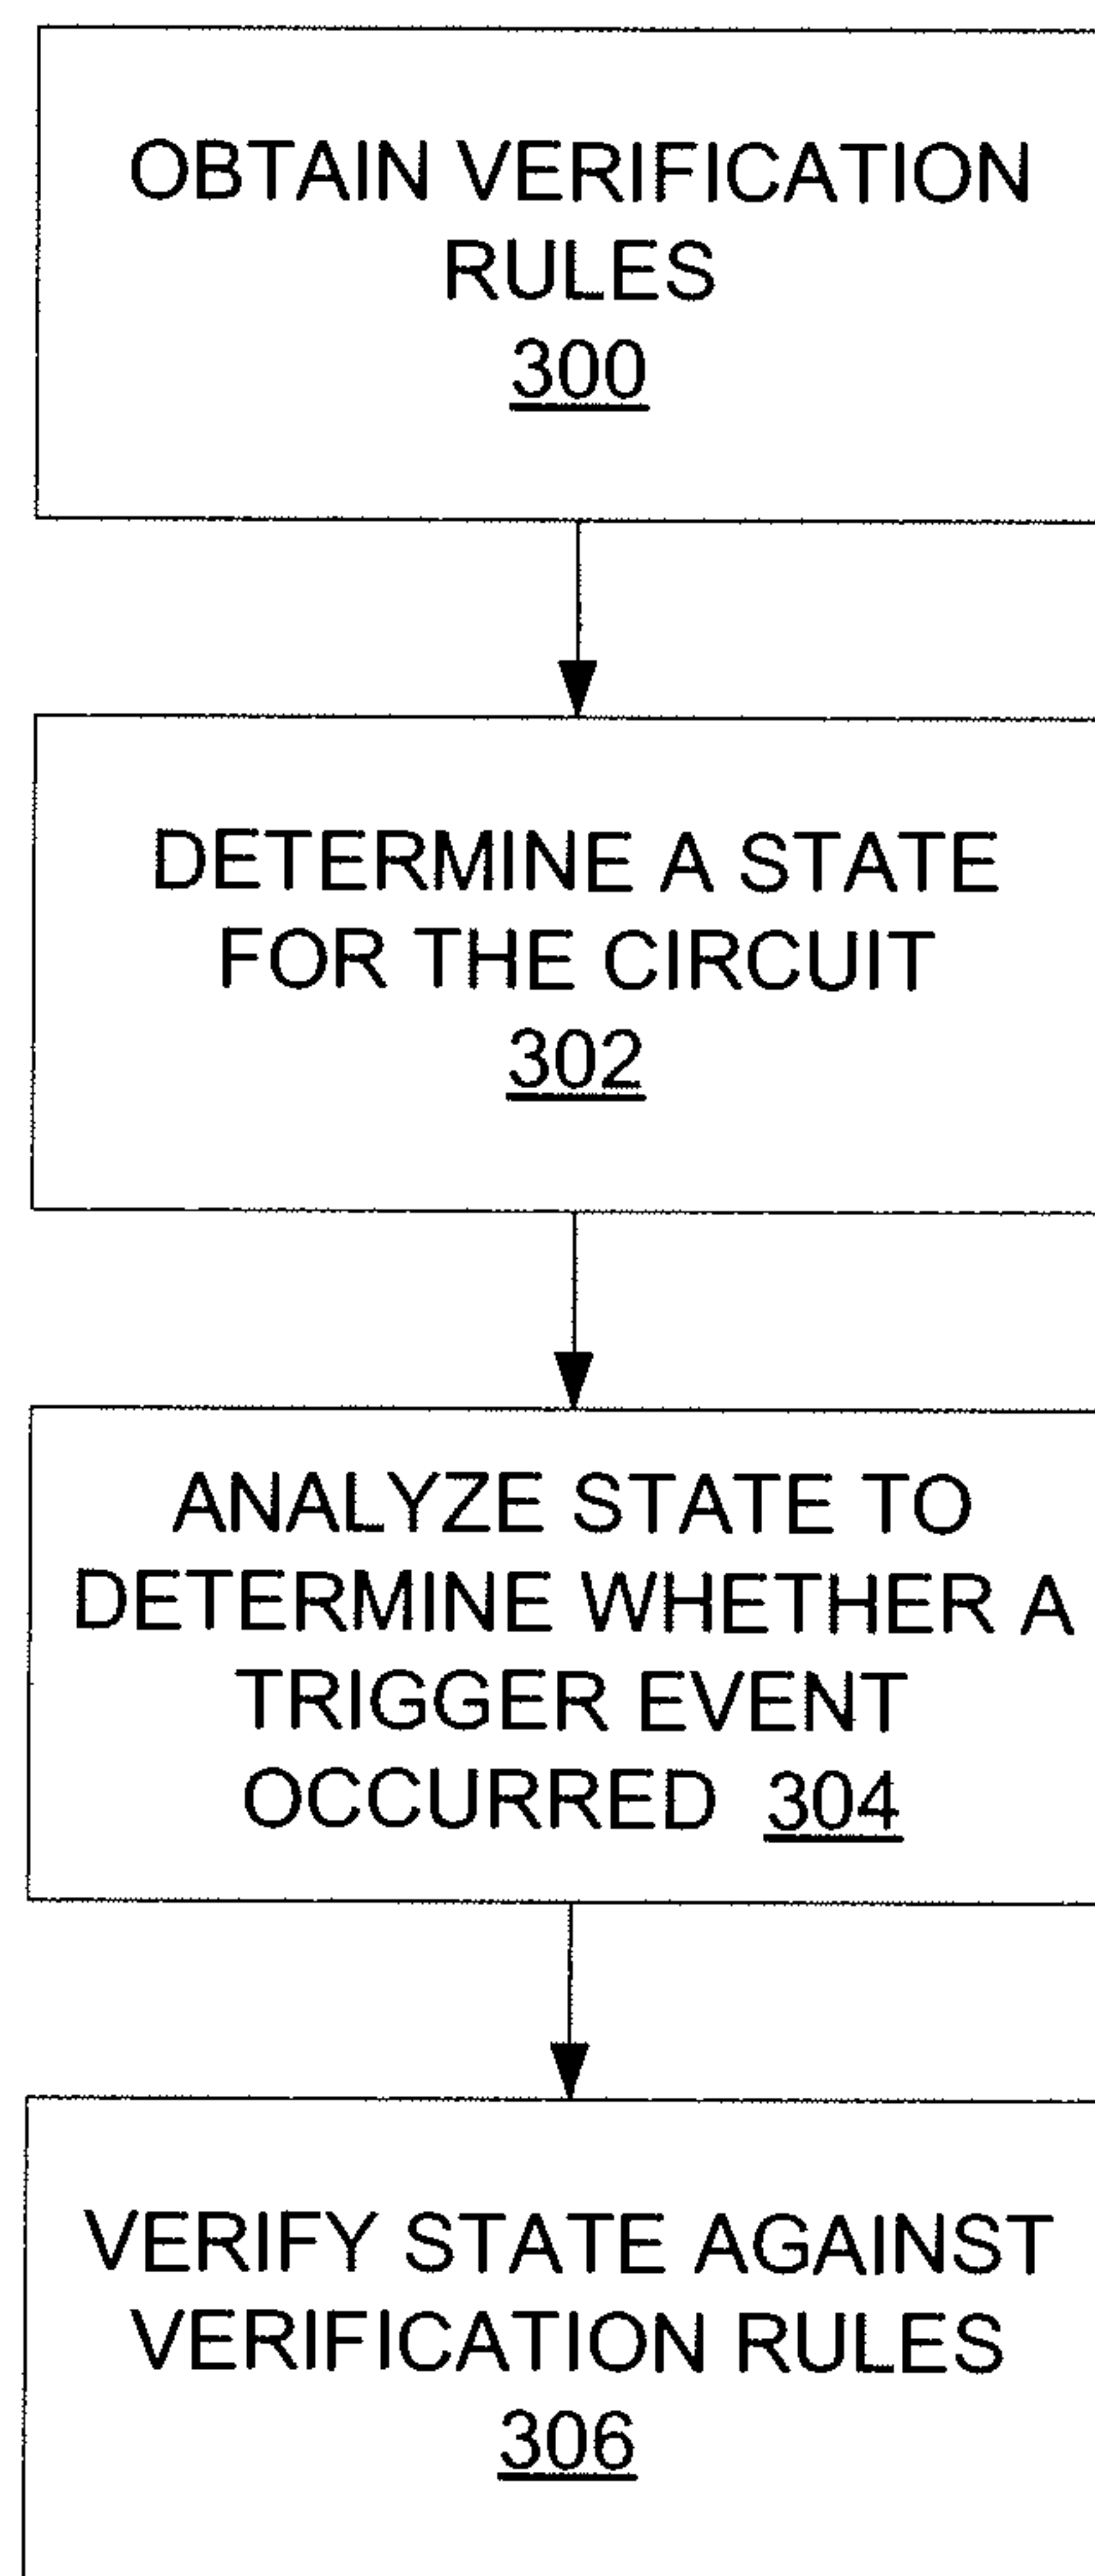 OBTAIN VERIFICATION
RULES
300
DETERMINE A STATE
FOR THE CIRCUIT
302
ANALYZE STATE TO
DETERMINE WHETHER A
TRIGGER EVENT
OCCURRED 304
VERIFY STATE AGAINST
VERIFICATION RULES
306